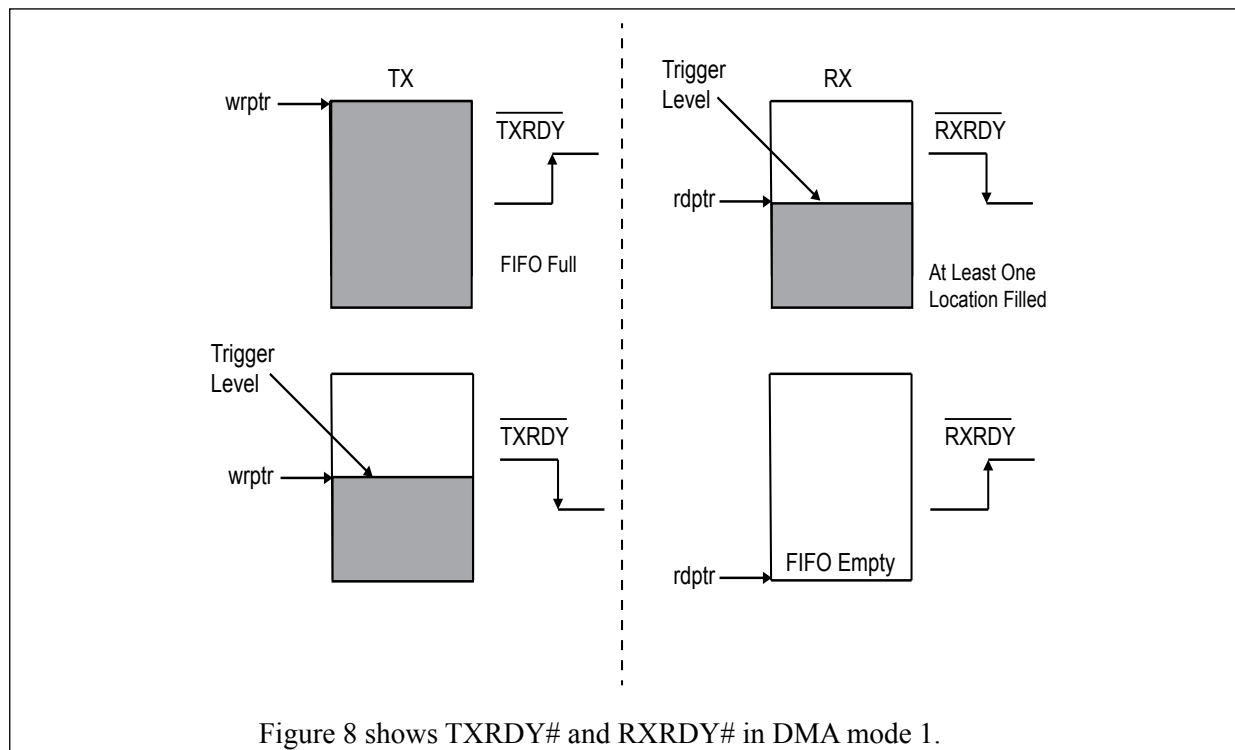 TX
wrptr
TXRDY
FIFO Full
Trigger
Level
wrptr
TXRDY
Trigger
Level
RX
RXRDY
rdptr
At Least One
Location Filled
RXRDY
rdptr
FIFO Empty
Figure 8 shows TXRDY# and RXRDY# in DMA mode 1.